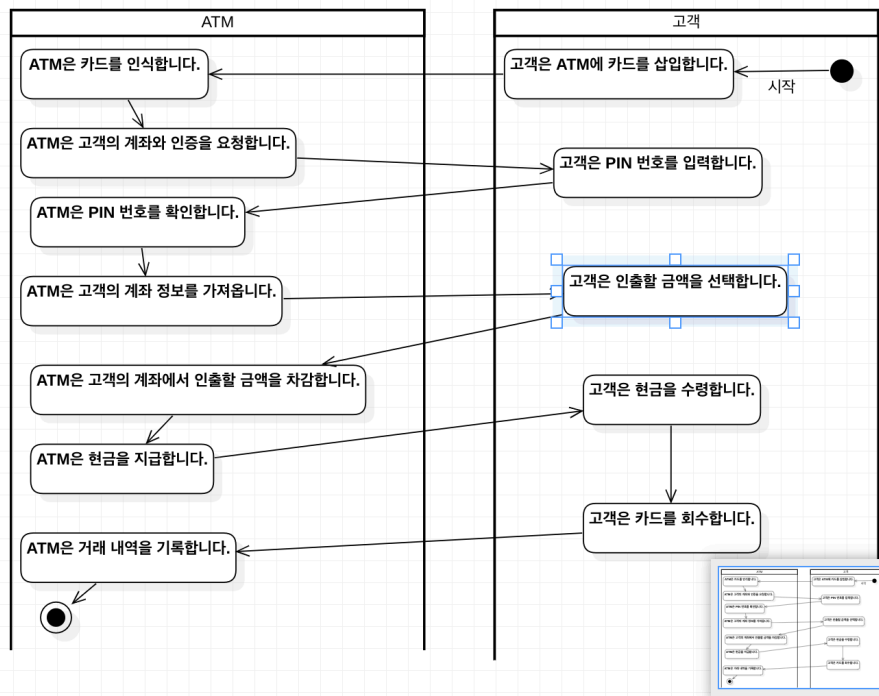 ATM
고객
ATM은 카드를 인식합니다.
고객은 ATM에 카드를 삽입합니다.
시작
ATM은 고객의 계좌와 인증을 요청합니다.
고객은 PIN 번호를 입력합니다.
ATM은 PIN 번호를 확인합니다.
ATM은 고객의 계좌 정보를 가져옵니다.
고객은 인출할 금액을 선택합니다.
ATM은 고객의 계좌에서 인출할 금액을 차감합니다.
고객은 현금을 수령합니다.
ATM은 현금을 지급합니다.
고객은 카드를 회수합니다.
ATM은 거래 내역을 기록합니다.